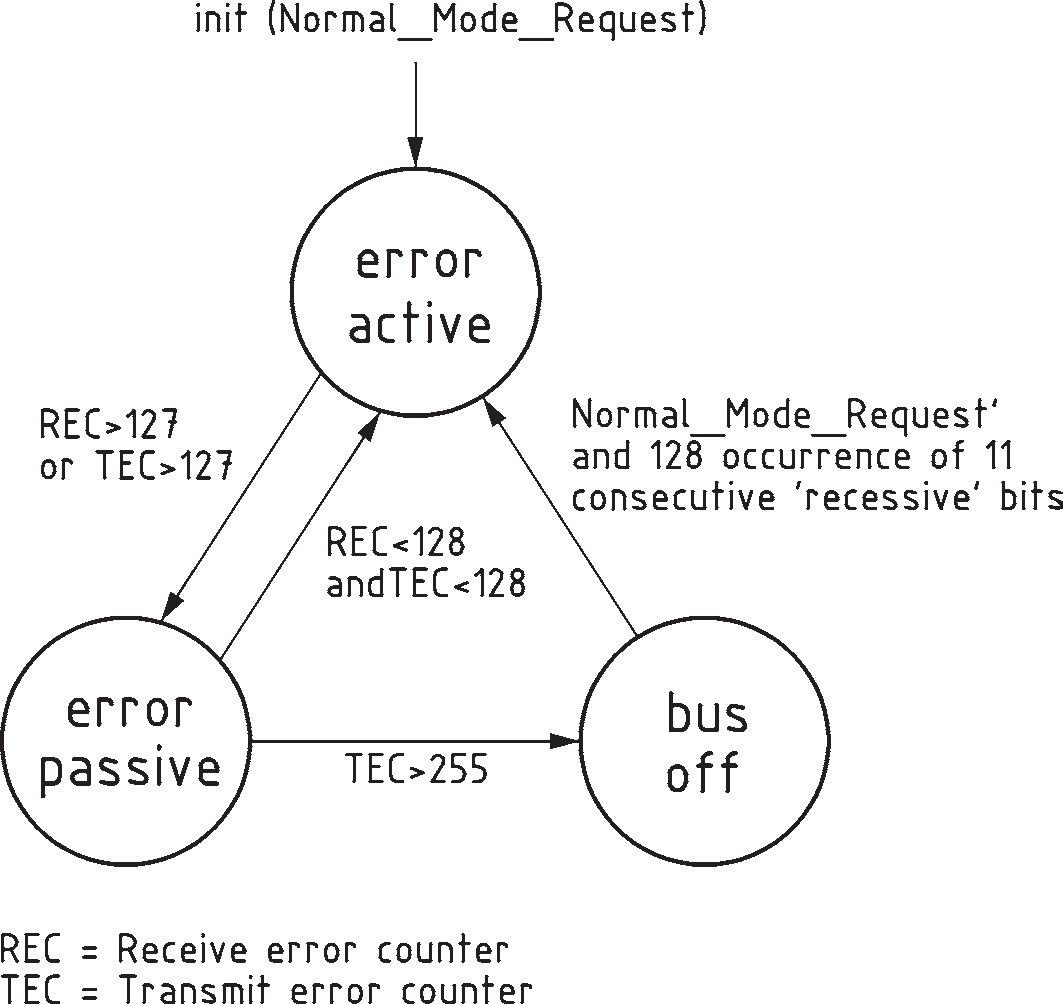 init (Normal_Mode_Request)
error
active
REC>127
or TEC>127
Normal_Mode_Request‘
and 128 occurrence of 11
consecutive ’recessive‘ bits
REC<128
andTEC<128
error
passive
TEC>255
bus
off
REC = Receive error counter
TEC = Transmit error counter